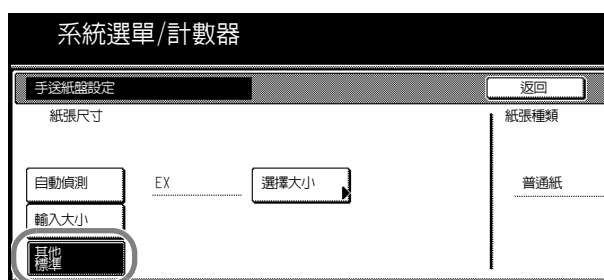 系統選單/計數器
手送紙盤設定
返回
紙張尺寸
紙張種類
自動偵測
EX
選擇大小
普通紙
輸入大小
其他
標準